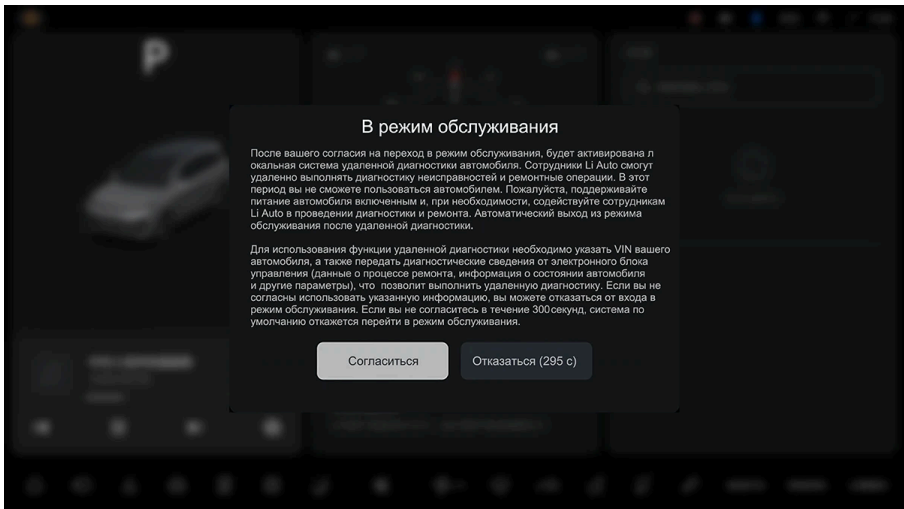 P
В режим обслуживания
После вашего согласия на переход в режим обслуживания, будет активирована л
окальная система удаленной диагностики автомобиля. Сотрудники Li Auto смогут
удаленно выполнять диагностику неисправностей и ремонтные операции. В этот
период вы не сможете пользоваться автомобилем. Пожалуйста, поддерживайте
питание автомобиля включенным и, при необходимости, содействуйте сотрудникам
Li Auto в проведении диагностики и ремонта. Автоматический выход из режима
обслуживания после удаленной диагностики.
Для использования функции удаленной диагностики необходимо указать VIN вашего
автомобиля, а также передать диагностические сведения от электронного блока
управления (данные о процессе ремонта, информация о состоянии автомобиля
и другие параметры), что позволит выполнить удаленную диагностику. Если вы не
согласны использовать указанную информацию, вы можете отказаться от входа в
режим обслуживания. Если вы не согласитесь в течение 300секунд, система по
умолчанию откажется перейти в режим обслуживания.
Согласиться
Отказаться (295 с)